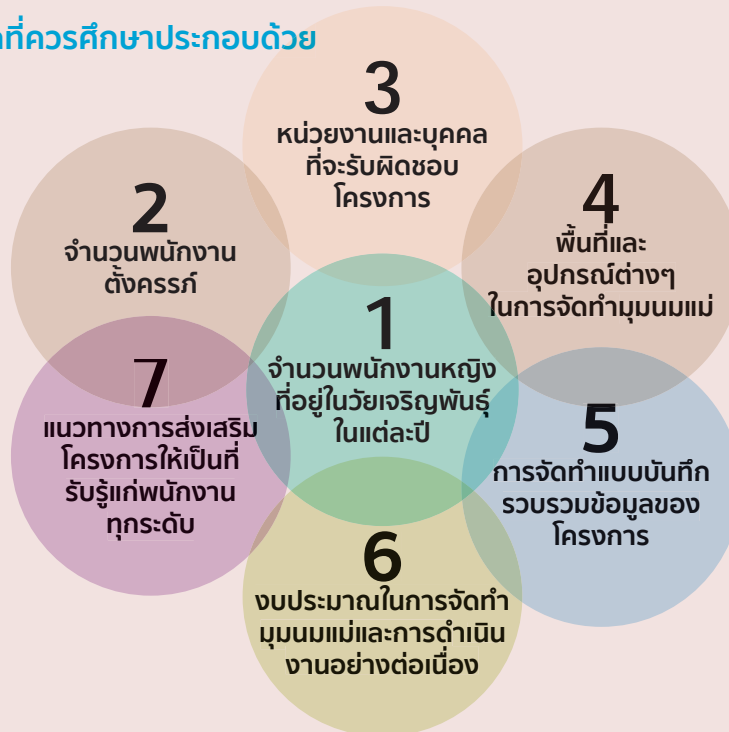 ที่ควรศึกษาประกอบด้วย
3
หน่วยงานและบุคคล
ที่จะรับผิดชอบ
โครงการ
2
จำนวนพนักงาน
ตั้งครรภ์
4
พื้นที่และ
อุปกรณ์ต่างๆ
ในการจัดทำมุมนมแม่
1
จำนวนพนักงานหญิง
ที่อยู่ในวัยเจริญพันธุ์
ในแต่ละปี
7
แนวทางการส่งเสริม
โครงการให้เป็นที่
รับรู้แก่พนักงาน
ทุกระดับ
5
การจัดทำแบบบันทึก
รวบรวมข้อมูลของ
โครงการ
6
งบประมาณในการจัดทำ
มุมนมแม่และการดำเนิน
งานอย่างต่อเนื่อง